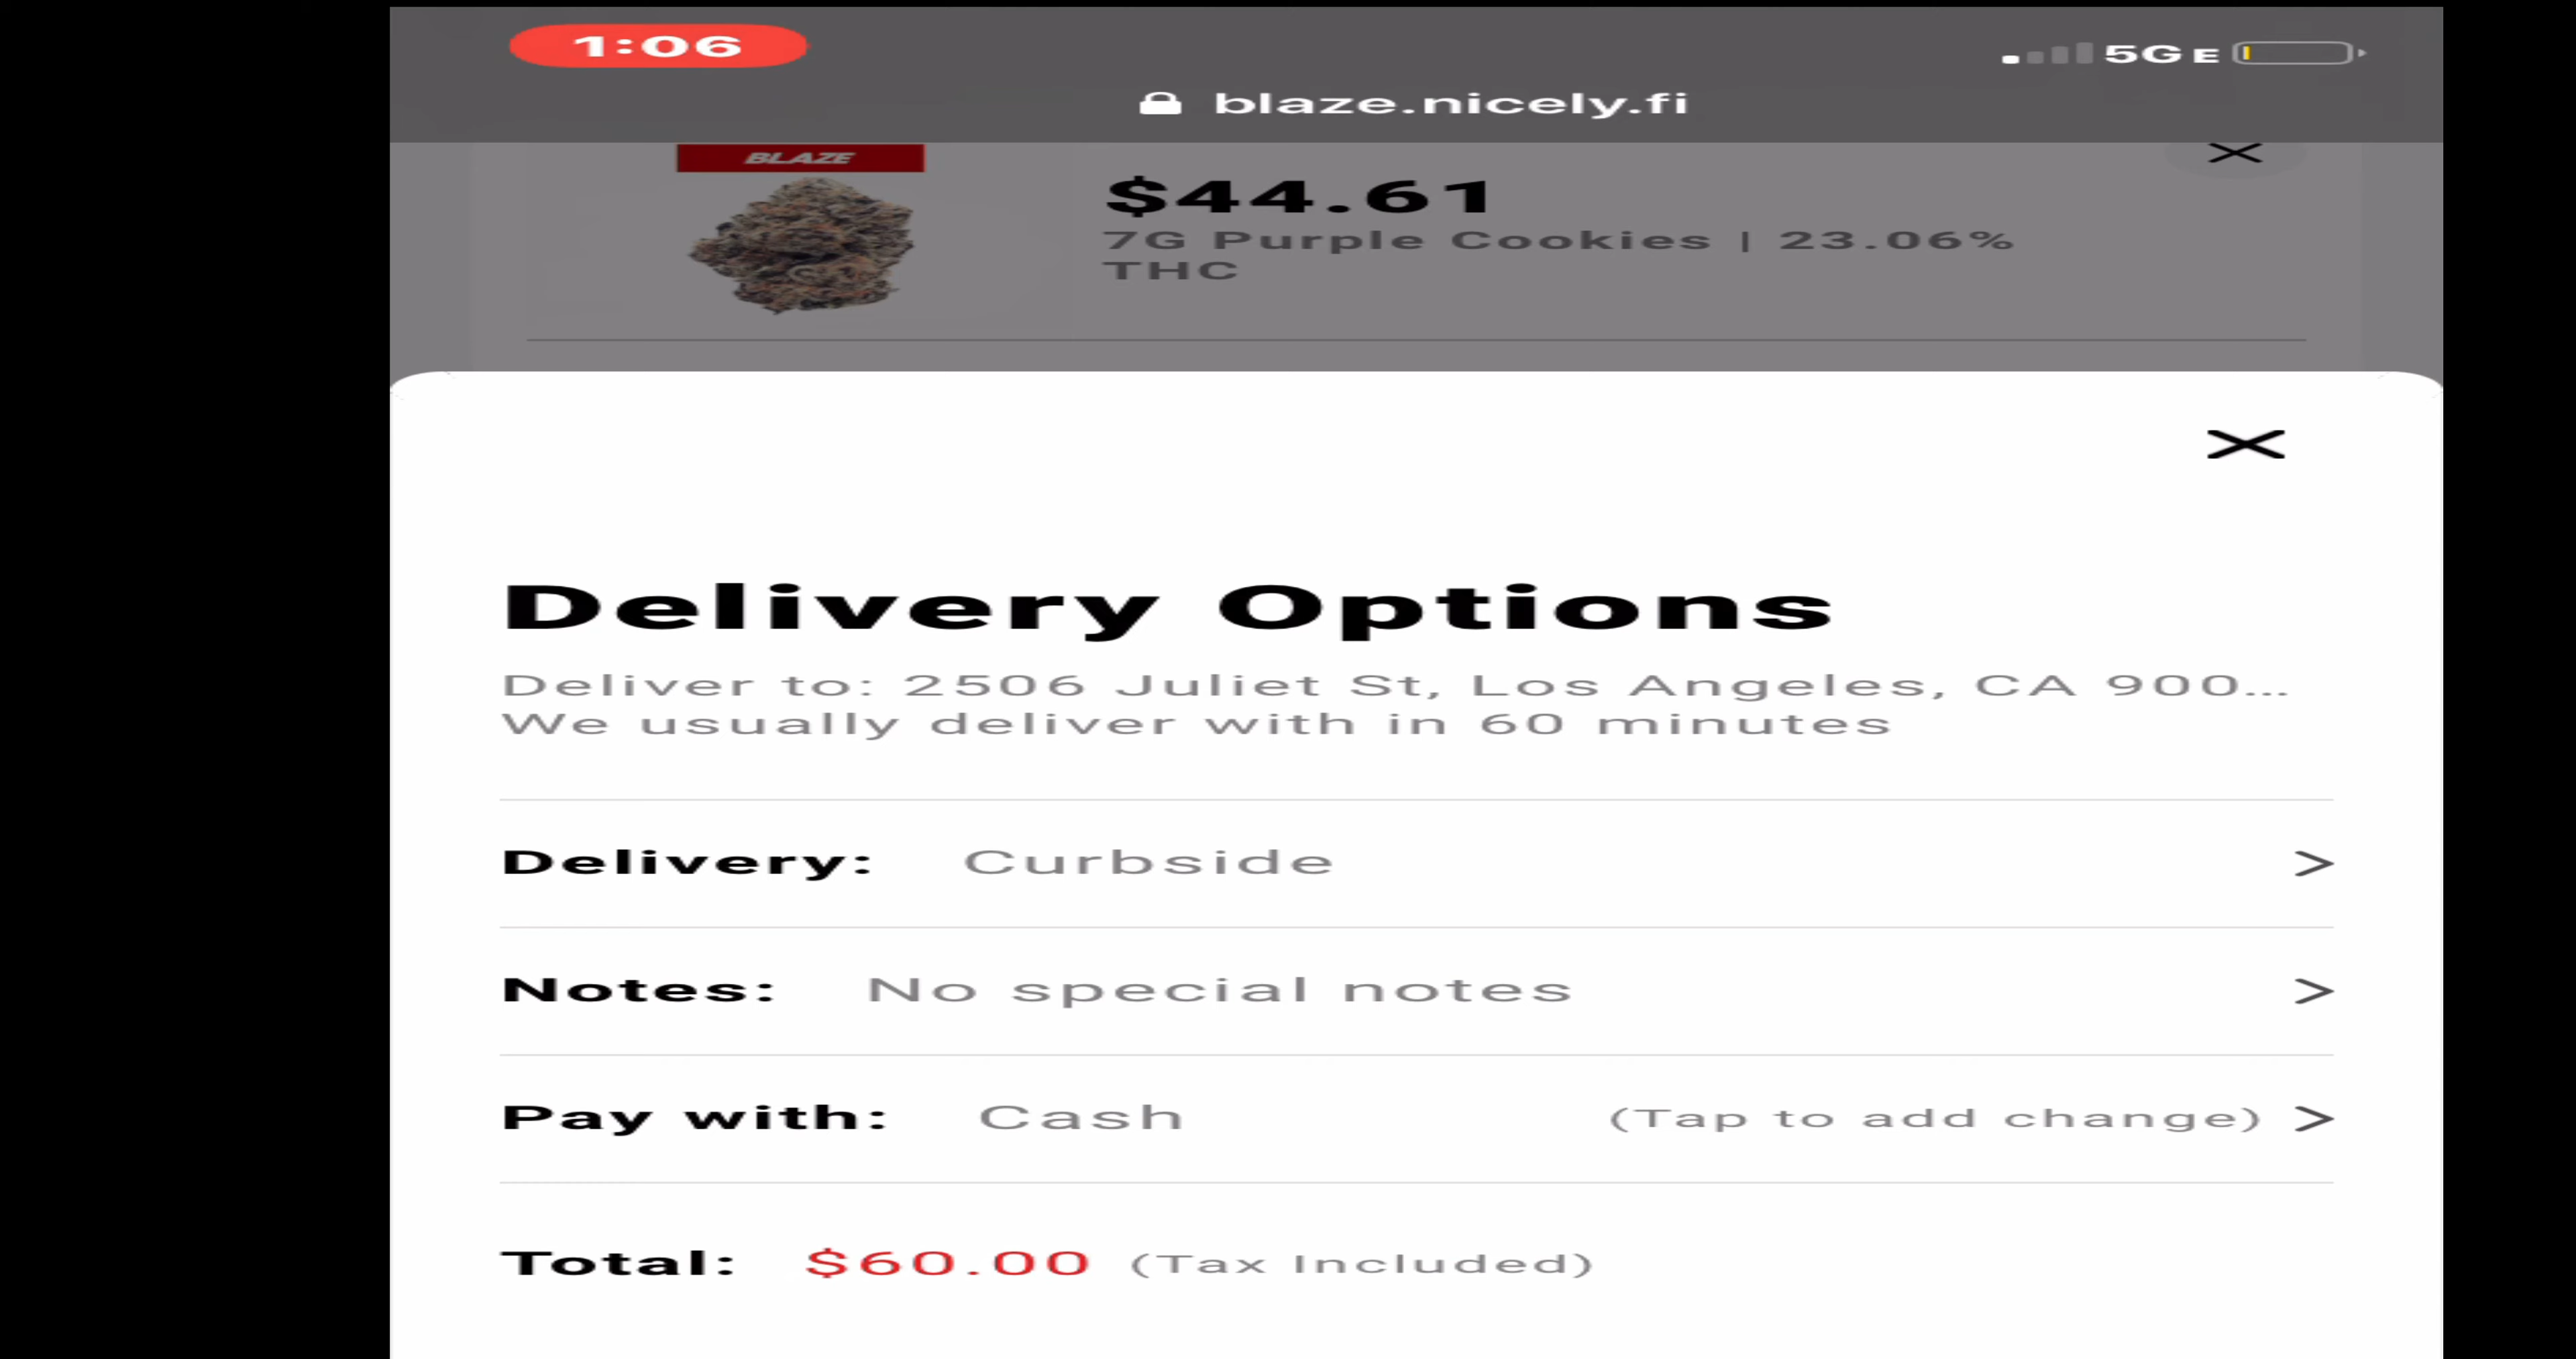 1:06
5G E
blaze.nicely.fi
BLAZE
$44.61
7G Purple Cookies | 23.06%
THC
Delivery Options
Deliver to: 2506 Juliet St, Los Angeles, CA 900...
We usually deliver with in 60 minutes
Delivery: Curbside >
Notes: No special notes >
Pay with: Cash (Tap to add change) >
Total: $60.00 (Tax Included)